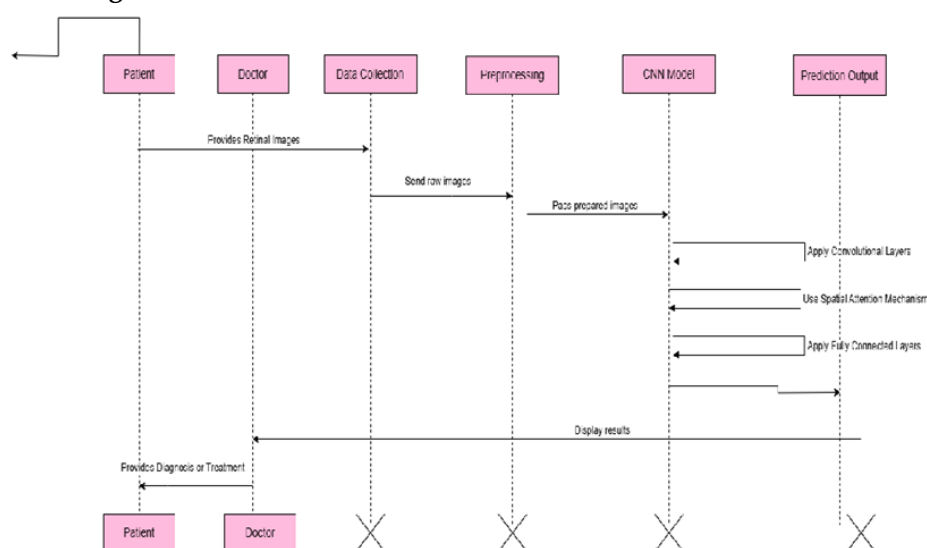 Patient
Doctor
Data Collection
Preprocessing
CNN Model
Prediction Output
Provides Retinal Images
Send raw images
Pass prepared images
Apply Convolutional Layers
Use Spatial Attention Mechanism
Apply Fully Connected Layers
Display results
Provides Diagnosis or Treatment
Patient
Doctor